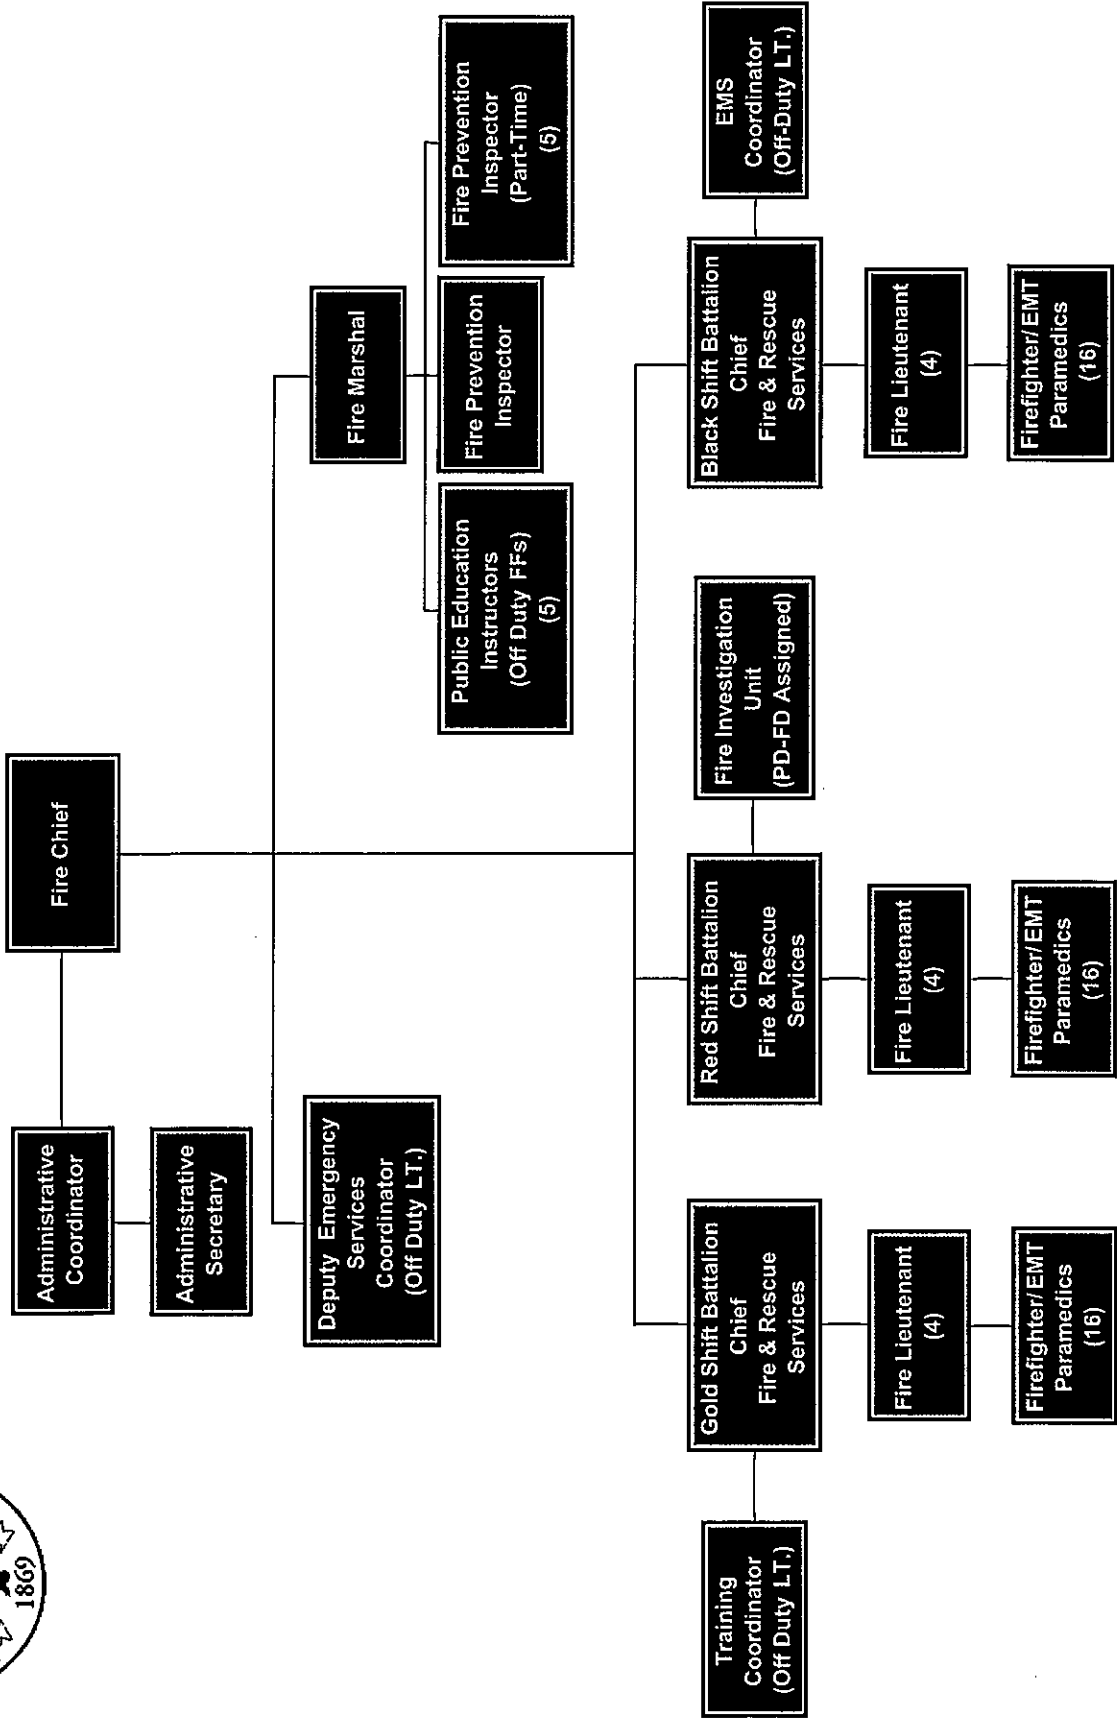 1869
Fire Chief
Administrative
Coordinator
Administrative
Secretary
Deputy Emergency
Services
Coordinator
(Off Duty LT.)
Fire Marshal
Public Education
Instructors
(Off Duty FFs)
(5)
Fire Prevention
Inspector
Fire Prevention
Inspector
(Part-Time)
(5)
Training
Coordinator
(Off Duty LT.)
Gold Shift Battalion
Chief
Fire & Rescue
Services
Fire Lieutenant
(4)
Firefighter/EMT
Paramedics
(16)
Red Shift Battalion
Chief
Fire & Rescue
Services
Fire Investigation
Unit
(PD-FD Assigned)
Fire Lieutenant
(4)
Firefighter/EMT
Paramedics
(16)
Black Shift Battalion
Chief
Fire & Rescue
Services
EMS
Coordinator
(Off-Duty LT.)
Fire Lieutenant
(4)
Firefighter/EMT
Paramedics
(16)